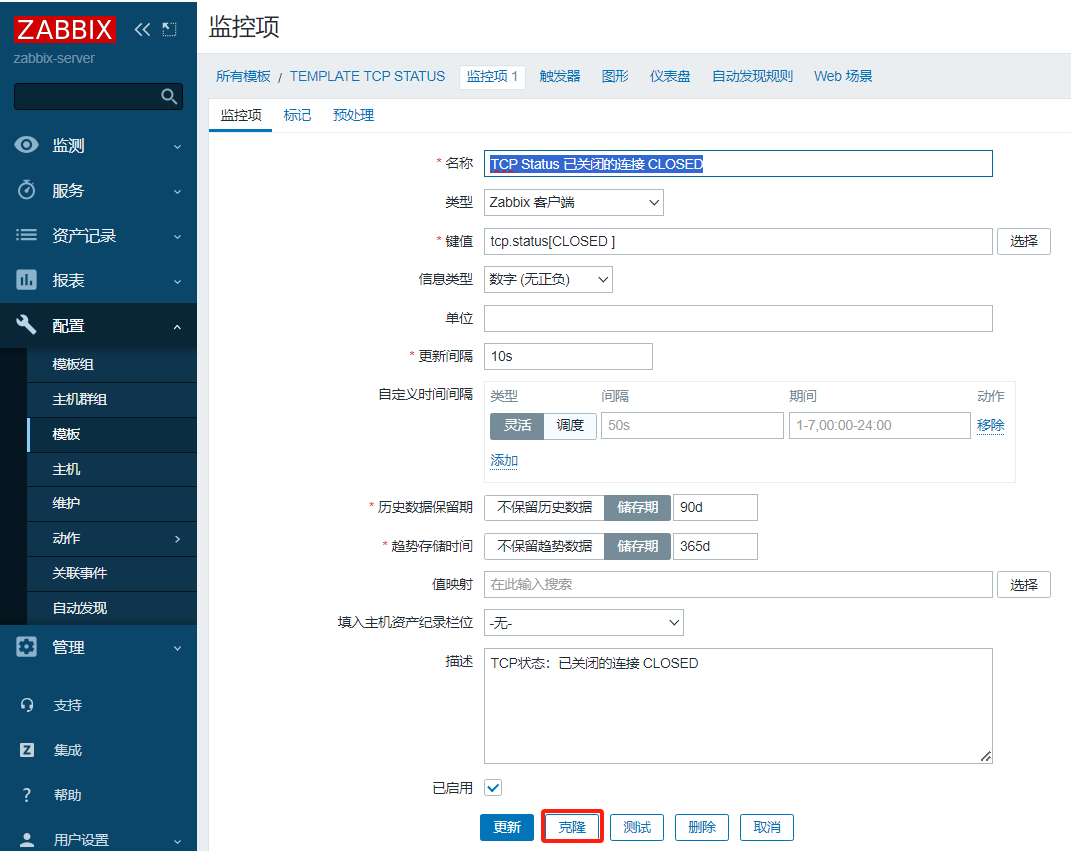 ZABBIX
zabbix-server
监测
服务
资产记录
报表
配置
模板组
主机群组
模板
主机
维护
动作
关联事件
自动发现
管理
支持
Z 集成
? 帮助
用户设置
监控项
所有模板 / TEMPLATE TCP STATUS 监控项 1 触发器 图形 仪表盘 自动发现规则 Web 场景
监控项 标记 预处理
* 名称 TCP Status 已关闭的连接 CLOSED
类型 Zabbix 客户端
* 键值 tcp.status[CLOSED ] 选择
信息类型 数字 (无正负)
单位
* 更新间隔 10s
自定义时间间隔 类型 间隔 期间 动作
灵活 调度 50s 1-7,00:00-24:00 移除
添加
* 历史数据保留期 不保留历史数据 储存期 90d
* 趋势存储时间 不保留趋势数据 储存期 365d
值映射 在此输入搜索 选择
填入主机资产纪录栏位 -无-
描述 TCP状态：已关闭的连接 CLOSED
已启用
更新 克隆 测试 删除 取消